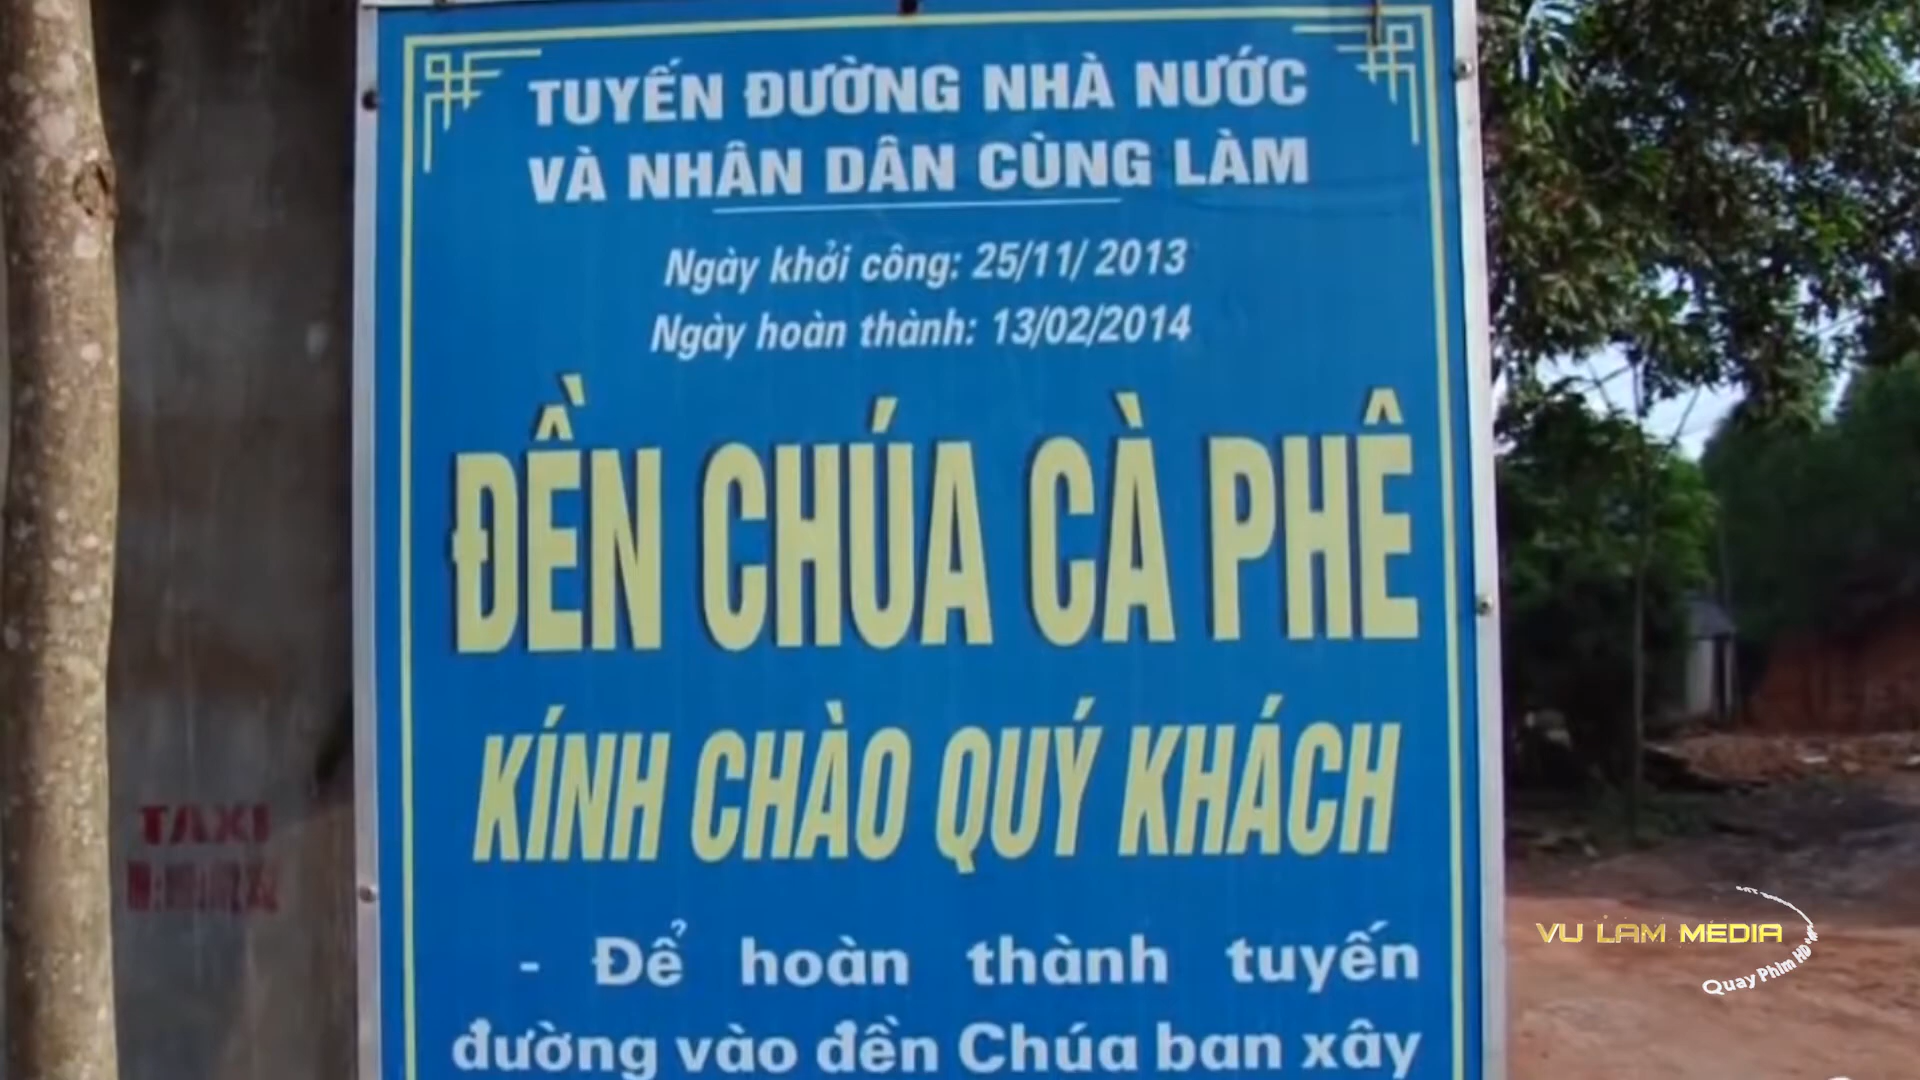 TUYẾN ĐƯỜNG NHÀ NƯỚC
VÀ NHÂN DÂN CÙNG LÀM
Ngày khởi công: 25/11/ 2013
Ngày hoàn thành: 13/02/2014
ĐỀN CHÚA CÀ PHÊ
KÍNH CHÀO QUÝ KHÁCH
- Để hoàn thành tuyến
đường vào đền Chúa ban xây
TAXI
VU LAM MEDIA
Quay Phim HD